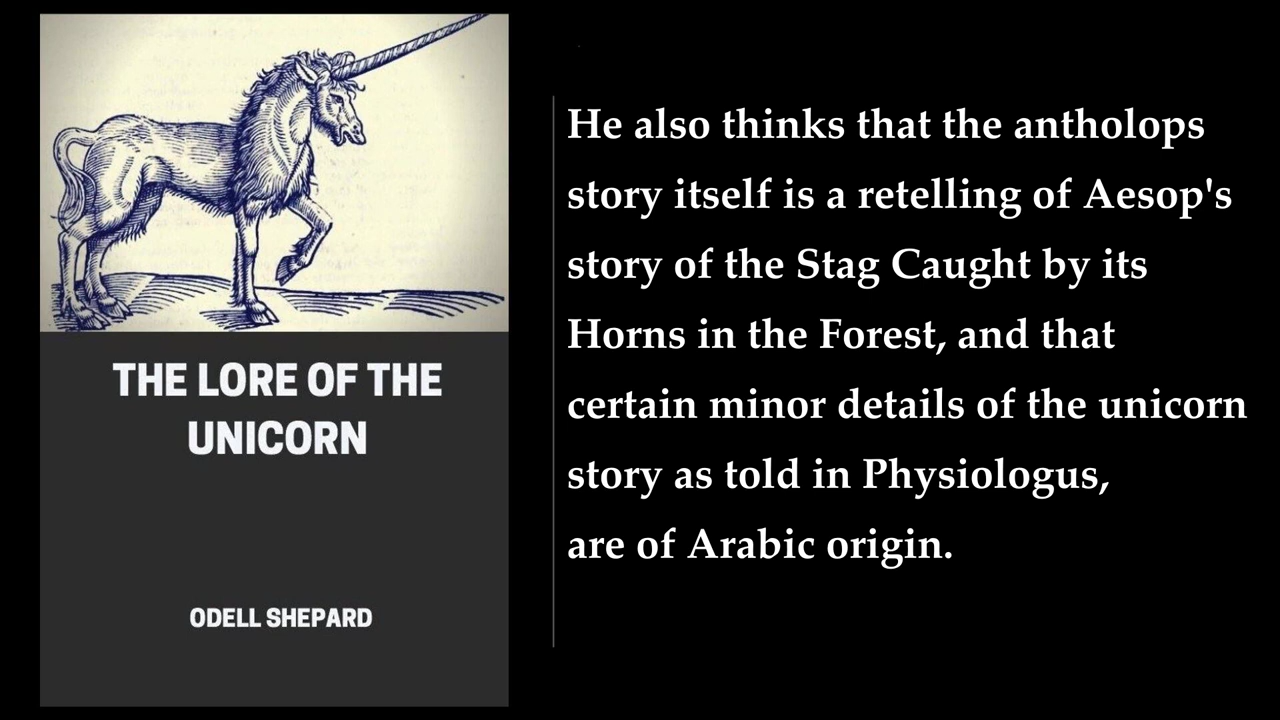 THE LORE OF THE
UNICORN
ODELL SHEPARD
He also thinks that the antholops
story itself is a retelling of Aesop's
story of the Stag Caught by its
Horns in the Forest, and that
certain minor details of the unicorn
story as told in Physiologus,
are of Arabic origin.